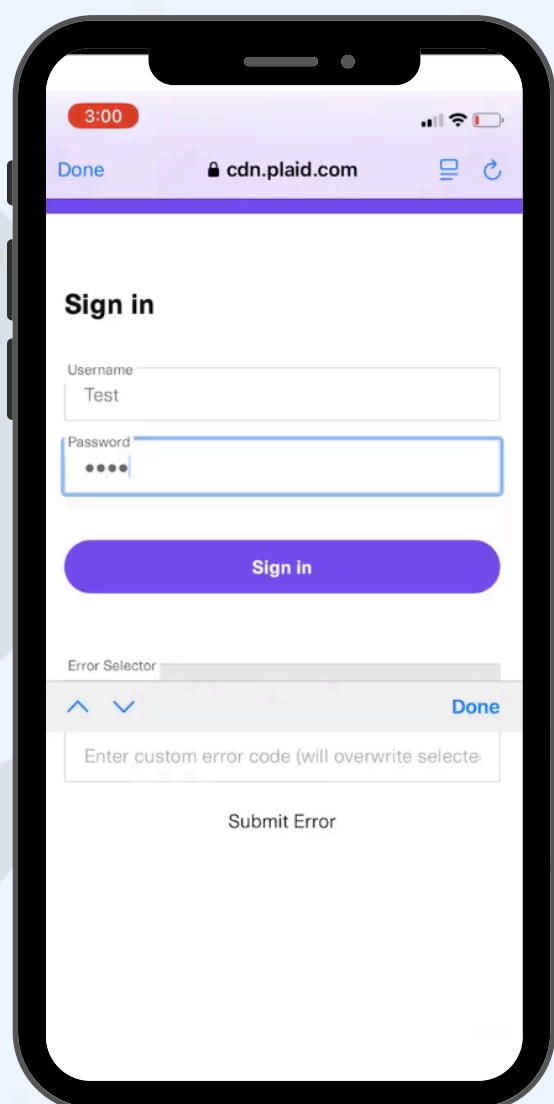 3:00
Done
cdn.plaid.com
Sign in
Username
Test
Password
••••
Sign in
Error Selector
Done
Enter custom error code (will overwrite selecte
Submit Error